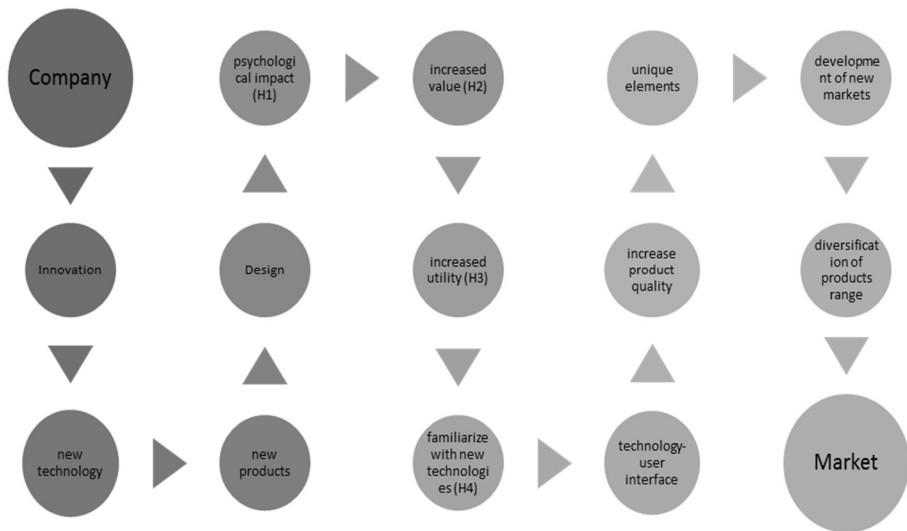 Company
Innovation
new
technology
new
products
Design
psychologi
cal impact
(H1)
increased
value (H2)
increased
utility (H3)
familiarize
with new
technologi
es (H4)
technology-
user
interface
increase
product
quality
unique
elements
developme
nt of new
markets
diversificat
ion of
products
range
Market